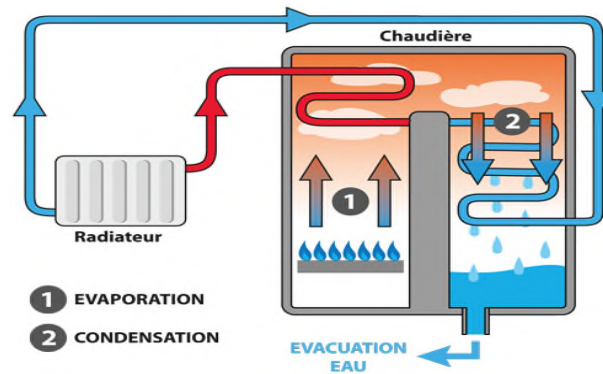 Chaudière
2
1
Radiateur
1 EVAPORATION
2 CONDENSATION
EVACUATION
EAU